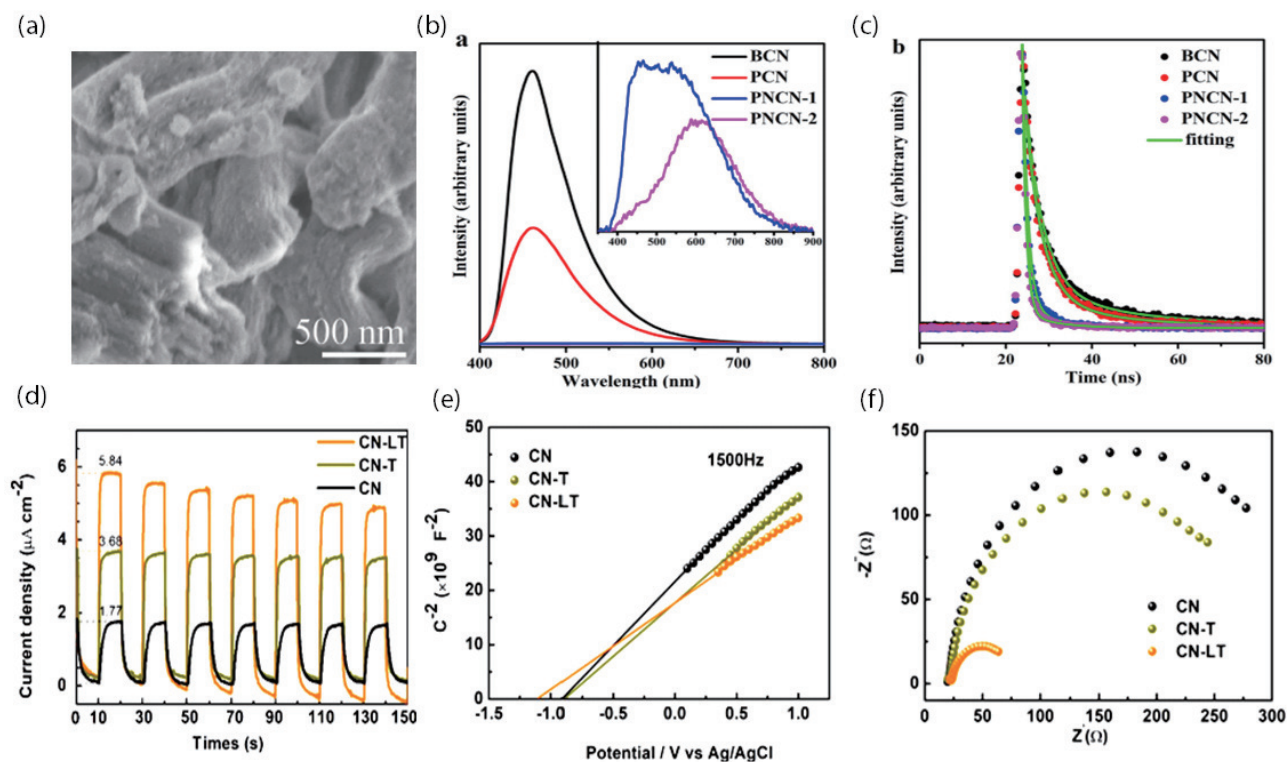 (a)
500 nm
(b)
a
BCN
PCN
PNCN-1
PNCN-2
400 500 600 700 800 900
Intensity (arbitrary units)
400 500 600 700 800
Wavelength (nm)
(c)
b
BCN
PCN
PNCN-1
PNCN-2
fitting
Intensity (arbitrary units)
0 20 40 60 80
Time (ns)
(d)
CN-LT
CN-T
CN
5.84
3.68
1.77
6
4
2
0
Current density (μA cm-2)
0 10 30 50 70 90 110 130 150
Times (s)
(e)
1500Hz
CN
CN-T
CN-LT
50
40
30
20
10
0
C-2 (×109 F-2)
-1.5 -1.0 -0.5 0.0 0.5 1.0
Potential / V vs Ag/AgCl
(f)
150
100
50
0
-Z''(Ω)
CN
CN-T
CN-LT
0 50 100 150 200 250 300
Z'(Ω)